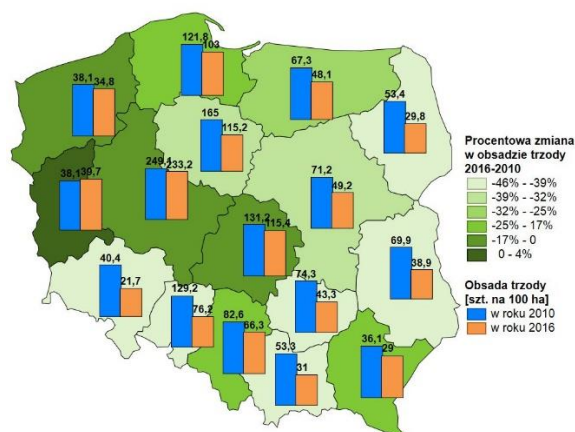 121,8
103
67,3
48,1
38,1
34,8
53,4
29,8
165
115,2
249,1
233,2
38,1
39,7
71,2
49,2
131,2
115,4
69,9
38,9
40,4
21,7
129,2
76,2
74,3
43,3
82,6
66,3
53,3
31
36,1
29
Procentowa zmiana
w obsadzie trzody
2016-2010
-46% - -39%
-39% - -32%
-32% - -25%
-25% - 17%
-17% - 0
0 - 4%
Obsada trzody
[szt. na 100 ha]
w roku 2010
w roku 2016